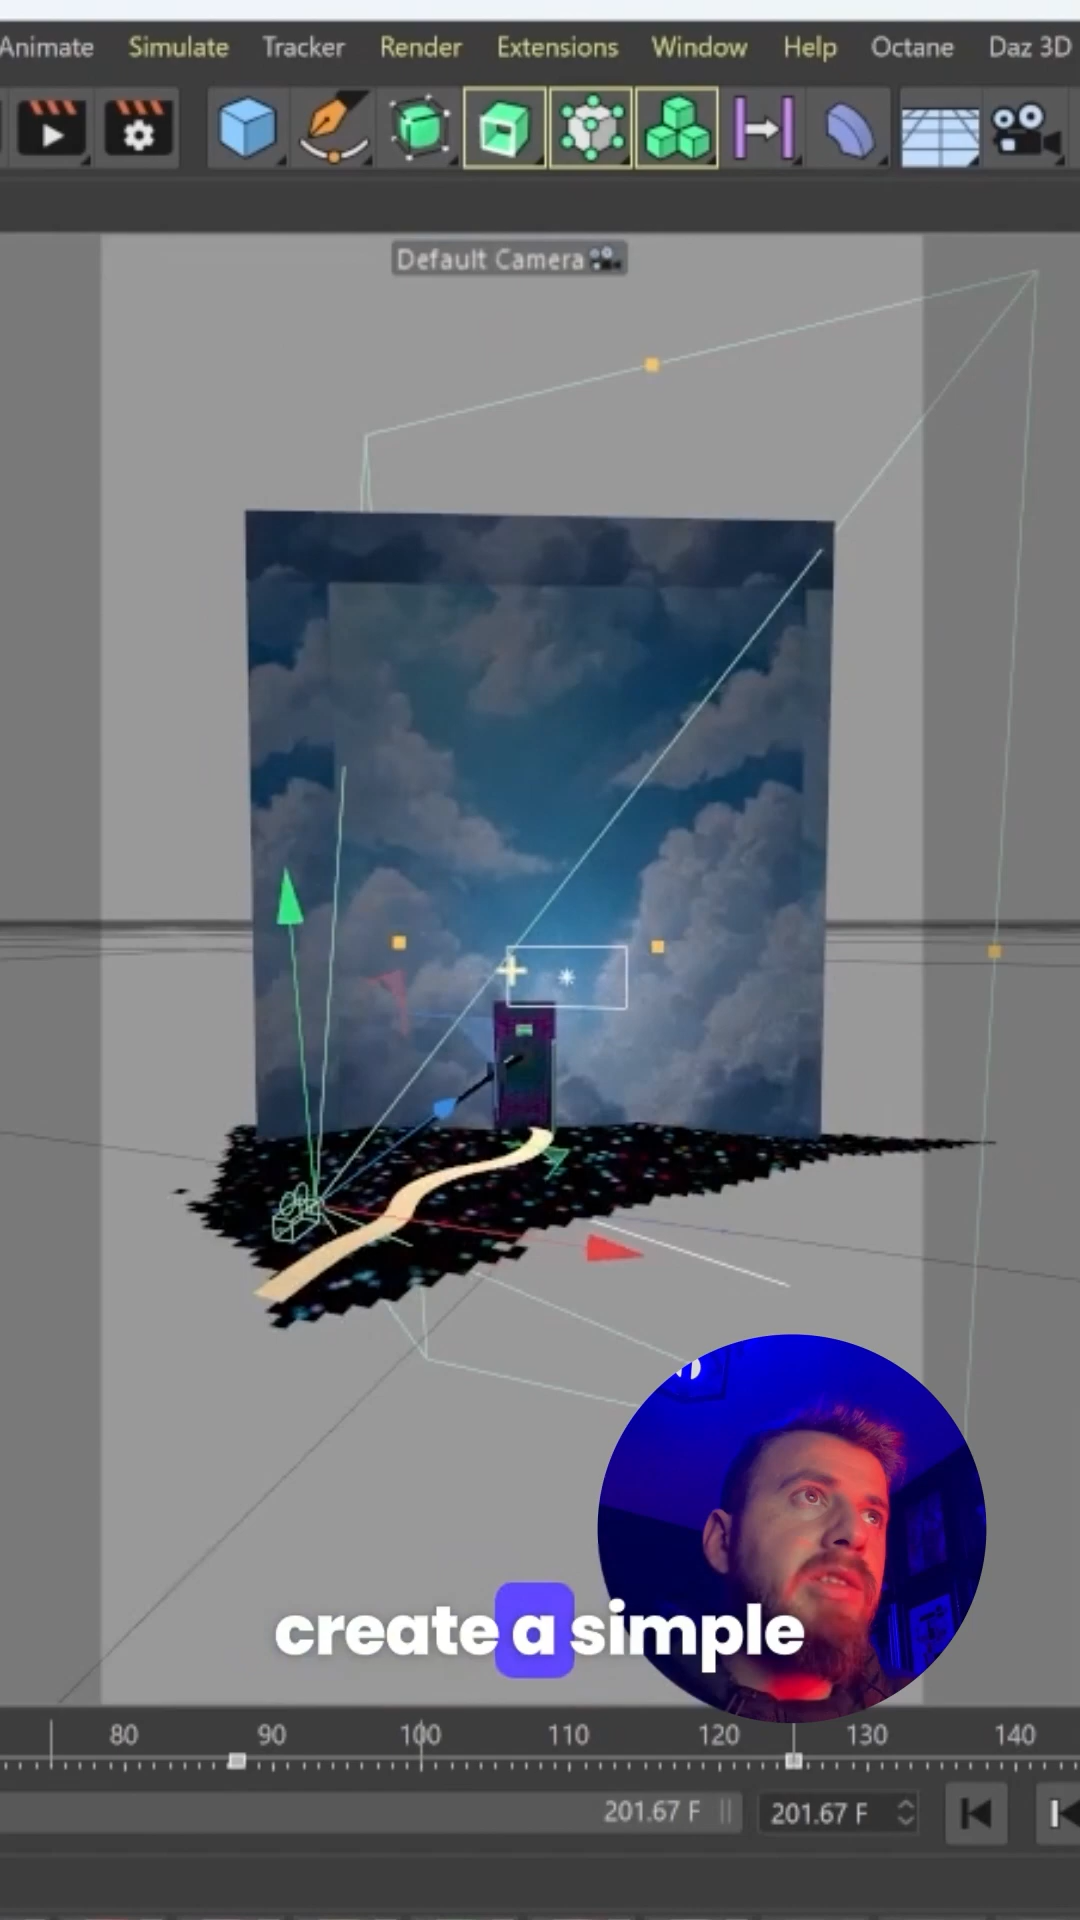 Animate Simulate Tracker Render Extensions Window Help Octane Daz 3D
Default Camera
create a simple
80 90 100 110 120 130 140
201.67 F 201.67 F